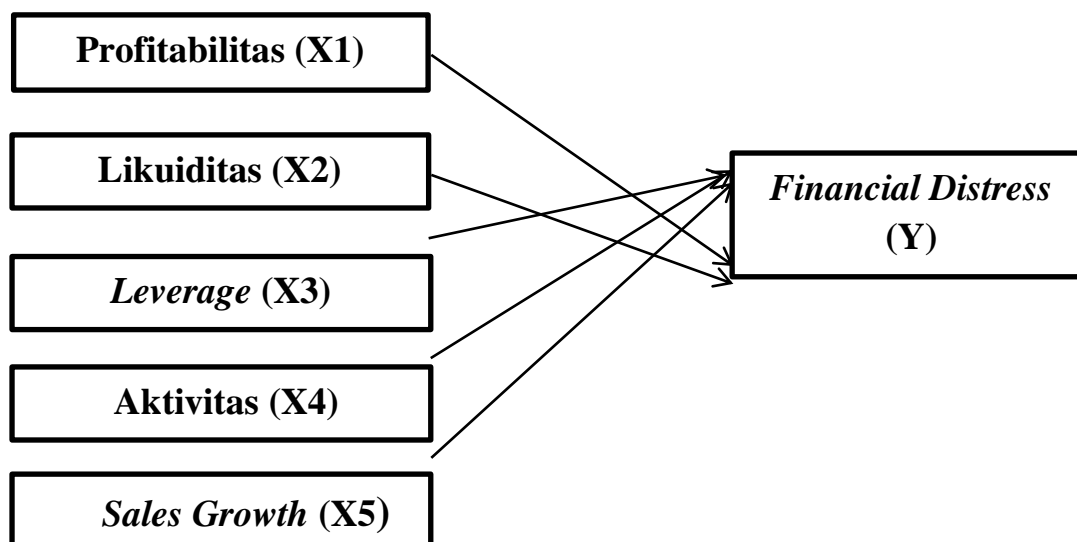 Profitabilitas (X1)
Likuiditas (X2)
Leverage (X3)
Aktivitas (X4)
Sales Growth (X5)
Financial Distress
(Y)